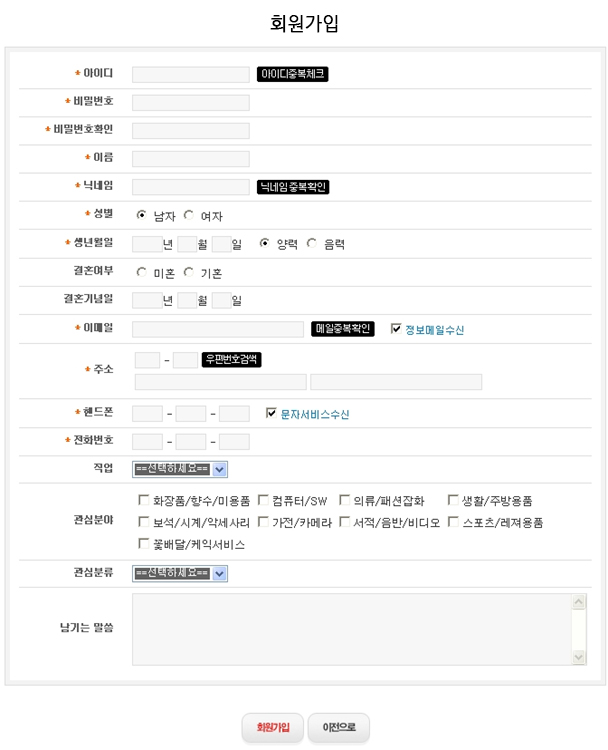 회원가입
* 아이디 아이디중복체크
* 비밀번호
* 비밀번호확인
* 이름
* 닉네임 닉네임중복확인
* 성별 남자 여자
* 생년월일 년 월 일 양력 음력
결혼여부 미혼 기혼
결혼기념일 년 월 일
* 이메일 메일중복확인 정보메일수신
* 주소 - 우편번호검색
* 핸드폰 - - 문자서비스수신
* 전화번호 - -
직업 ==선택하세요==
관심분야 화장품/향수/미용품 컴퓨터/SW 의류/패션잡화 생활/주방용품
보석/시계/악세사리 가전/카메라 서적/음반/비디오 스포츠/레져용품
꽃배달/케익서비스
관심분류 ==선택하세요==
남기는 말씀
회원가입 이전으로